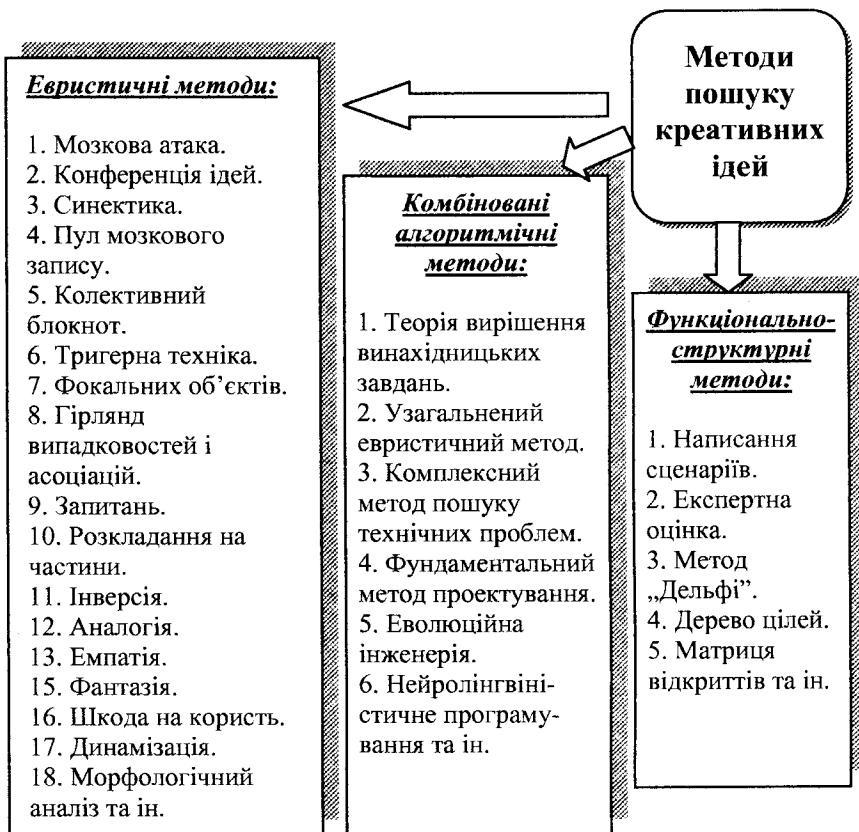 Методи
пошуку
креативних
ідей
Евристичні методи:
1. Мозкова атака.
2. Конференція ідей.
3. Синектика.
4. Пул мозкового
запису.
5. Колективний
блокнот.
6. Тригерна техніка.
7. Фокальних об’єктів.
8. Гірлянд
випадковостей і
асоціацій.
9. Запитань.
10. Розкладання на
частини.
11. Інверсія.
12. Аналогія.
13. Емпатія.
15. Фантазія.
16. Шкода на користь.
17. Динамізація.
18. Морфологічний
аналіз та ін.
Комбіновані
алгоритмічні
методи:
1. Теорія вирішення
винахідницьких
завдань.
2. Узагальнений
евристичний метод.
3. Комплексний
метод пошуку
технічних проблем.
4. Фундаментальний
метод проектування.
5. Еволюційна
інженерія.
6. Нейролінгвіні-
стичне програму-
вання та ін.
Функціонально-
структурні
методи:
1. Написання
сценаріїв.
2. Експертна
оцінка.
3. Метод
„Дельфі”.
4. Дерево цілей.
5. Матриця
відкриттів та ін.